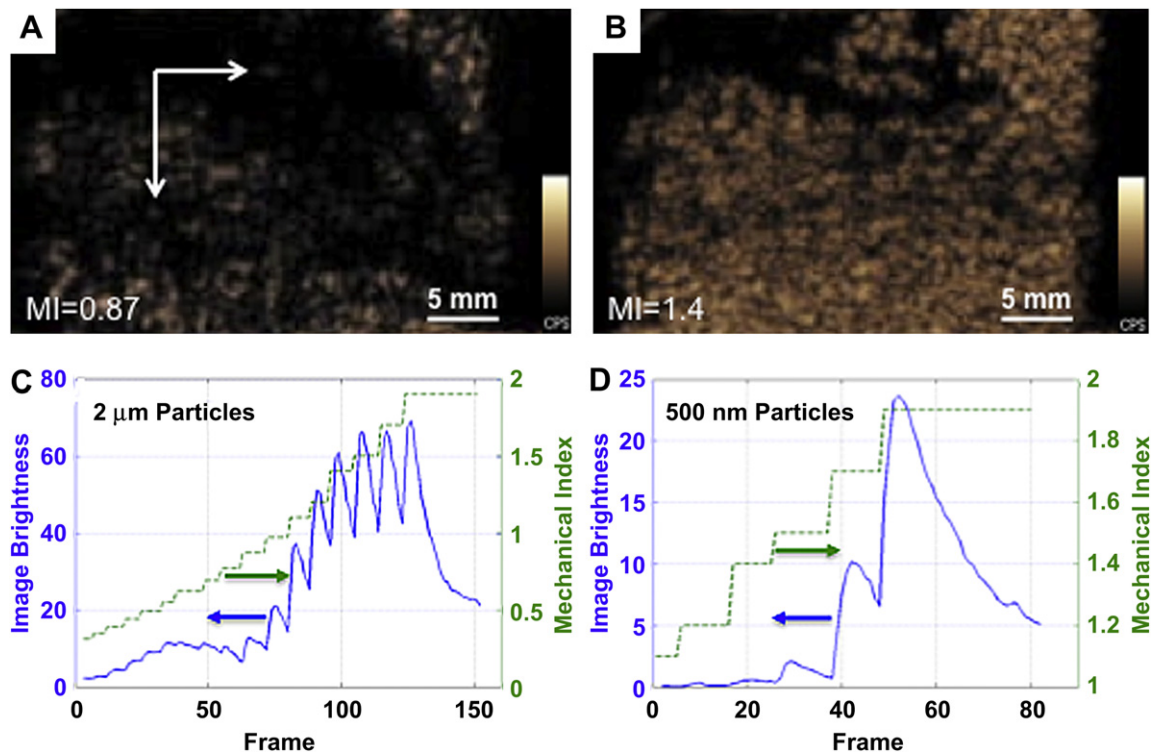 A
MI=0.87
5 mm
CPS
B
MI=1.4
5 mm
CPS
C
2 μm Particles
Image Brightness
80
60
40
20
0
2
1.5
1
0.5
0
Mechanical Index
0
50
100
150
Frame
D
500 nm Particles
Image Brightness
25
20
15
10
5
0
2
1.8
1.6
1.4
1.2
1
Mechanical Index
0
20
40
60
80
Frame